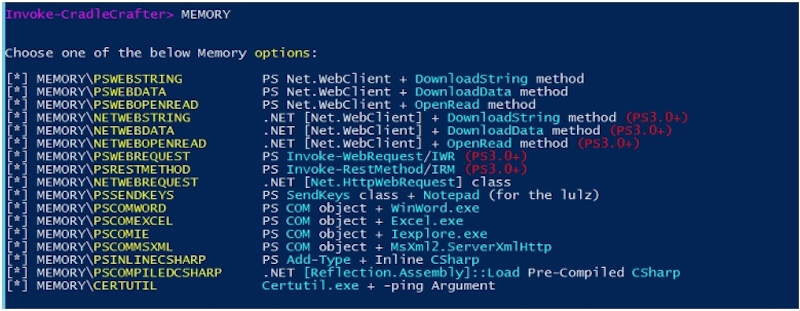 Invoke-CradleCrafter> MEMORY
Choose one of the below Memory options:
[*] MEMORY\PSWEBSTRING PS Net.WebClient + DownloadString method
[*] MEMORY\PSWEBDATA PS Net.WebClient + DownloadData method
[*] MEMORY\PSWEBOPENREAD PS Net.WebClient + OpenRead method
[*] MEMORY\NETWEBSTRING .NET [Net.WebClient] + DownloadString method (PS3.0+)
[*] MEMORY\NETWEBDATA .NET [Net.WebClient] + DownloadData method (PS3.0+)
[*] MEMORY\NETWEBOPENREAD .NET [Net.WebClient] + OpenRead method (PS3.0+)
[*] MEMORY\PSWEBREQUEST PS Invoke-WebRequest/IWR (PS3.0+)
[*] MEMORY\PSRESTMETHOD PS Invoke-RestMethod/IRM (PS3.0+)
[*] MEMORY\NETWEBREQUEST .NET [Net.HttpWebRequest] class
[*] MEMORY\PSSENDKEYS PS SendKeys class + Notepad (for the lulz)
[*] MEMORY\PSCOMWORD PS COM object + WinWord.exe
[*] MEMORY\PSCOMEXCEL PS COM object + Excel.exe
[*] MEMORY\PSCOMIE PS COM object + Iexplore.exe
[*] MEMORY\PSCOMMSXML PS COM object + MsXml2.ServerXmlHttp
[*] MEMORY\PSINLINECSHARP PS Add-Type + Inline CSharp
[*] MEMORY\PSCOMPILEDCSHARP .NET [Reflection.Assembly]::Load Pre-Compiled CSharp
[*] MEMORY\CERTUTIL Certutil.exe + -ping Argument